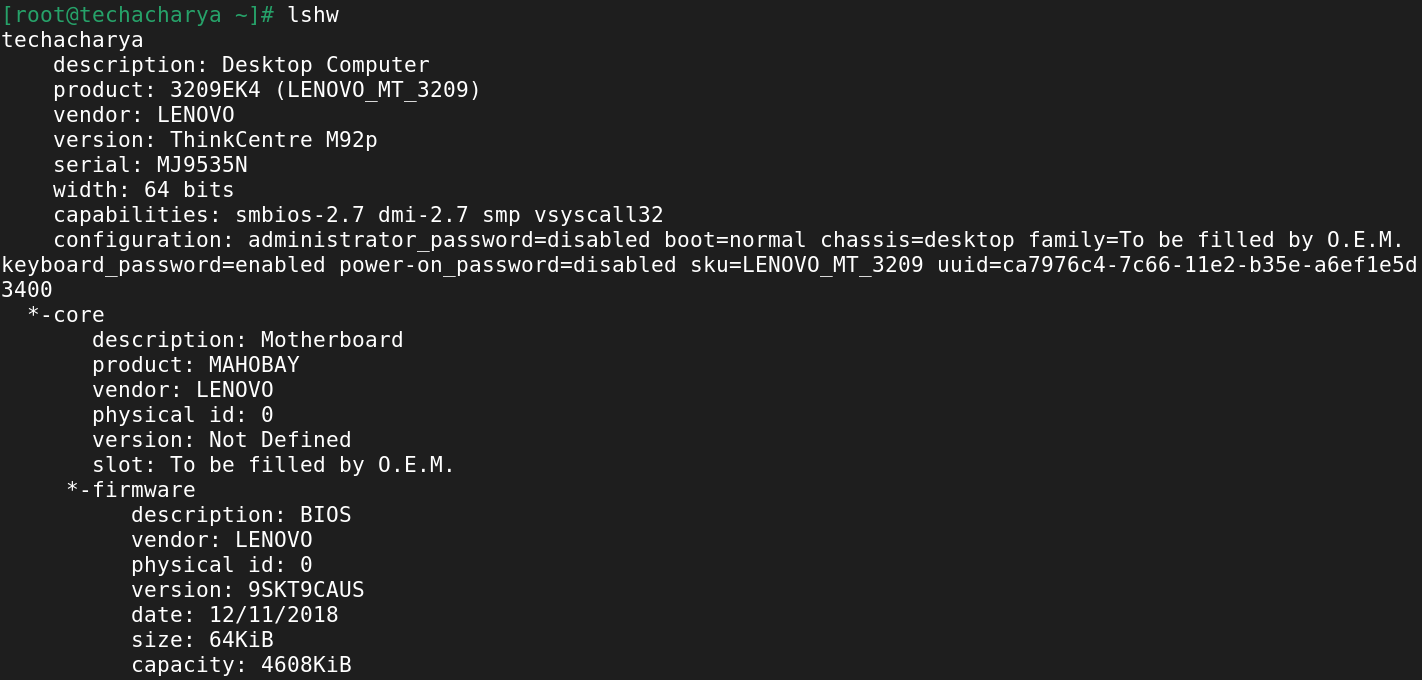 [root@techacharya ~]# lshw
techacharya
    description: Desktop Computer
    product: 3209EK4 (LENOVO_MT_3209)
    vendor: LENOVO
    version: ThinkCentre M92p
    serial: MJ9535N
    width: 64 bits
    capabilities: smbios-2.7 dmi-2.7 smp vsyscall32
    configuration: administrator_password=disabled boot=normal chassis=desktop family=To be filled by O.E.M.
keyboard_password=enabled power-on_password=disabled sku=LENOVO_MT_3209 uuid=ca7976c4-7c66-11e2-b35e-a6ef1e5d
3400
  *-core
       description: Motherboard
       product: MAHOBAY
       vendor: LENOVO
       physical id: 0
       version: Not Defined
       slot: To be filled by O.E.M.
     *-firmware
          description: BIOS
          vendor: LENOVO
          physical id: 0
          version: 9SKT9CAUS
          date: 12/11/2018
          size: 64KiB
          capacity: 4608KiB